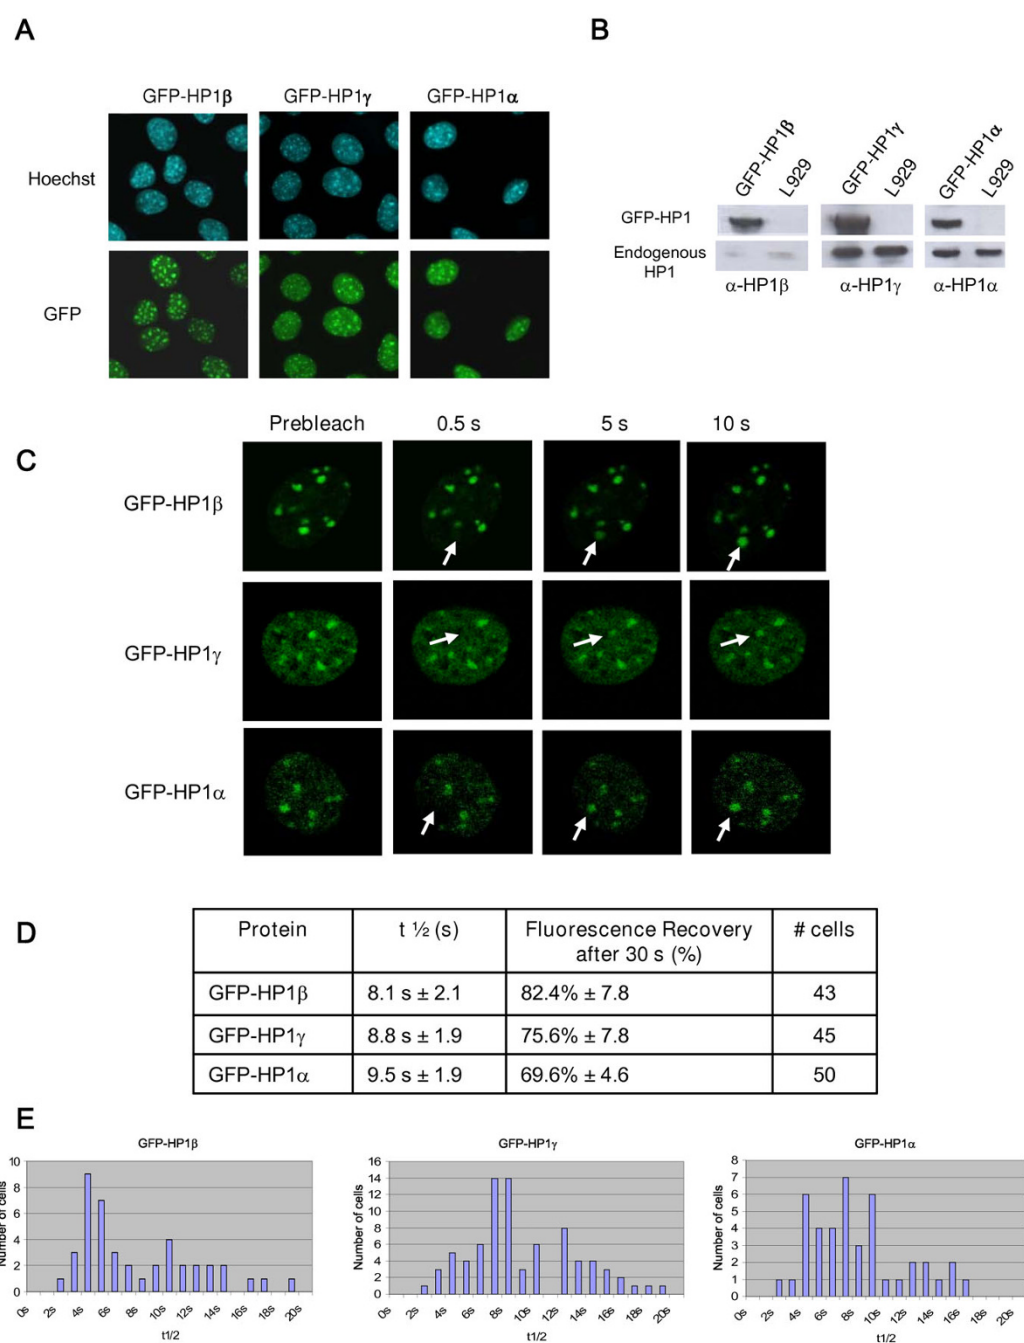 A
GFP-HP1β
GFP-HP1γ
GFP-HP1α
Hoechst
GFP
B
GFP-HP1β
L929
GFP-HP1γ
L929
GFP-HP1α
L929
GFP-HP1
Endogenous
HP1
α-HP1β
α-HP1γ
α-HP1α
C
Prebleach
0.5 s
5 s
10 s
GFP-HP1β
GFP-HP1γ
GFP-HP1α
D
Protein
t ½ (s)
Fluorescence Recovery
after 30 s (%)
# cells
GFP-HP1β
8.1 s ± 2.1
82.4% ± 7.8
43
GFP-HP1γ
8.8 s ± 1.9
75.6% ± 7.8
45
GFP-HP1α
9.5 s ± 1.9
69.6% ± 4.6
50
E
GFP-HP1β
Number of cells
10
8
6
4
2
0
0s
2s
4s
6s
8s
10s
12s
14s
16s
18s
20s
t1/2
GFP-HP1γ
Number of cells
16
14
12
10
8
6
4
2
0
0s
2s
4s
6s
8s
10s
12s
14s
16s
18s
20s
t1/2
GFP-HP1α
Number of cells
8
7
6
5
4
3
2
1
0
0s
2s
4s
6s
8s
10s
12s
14s
16s
18s
20s
t1/2